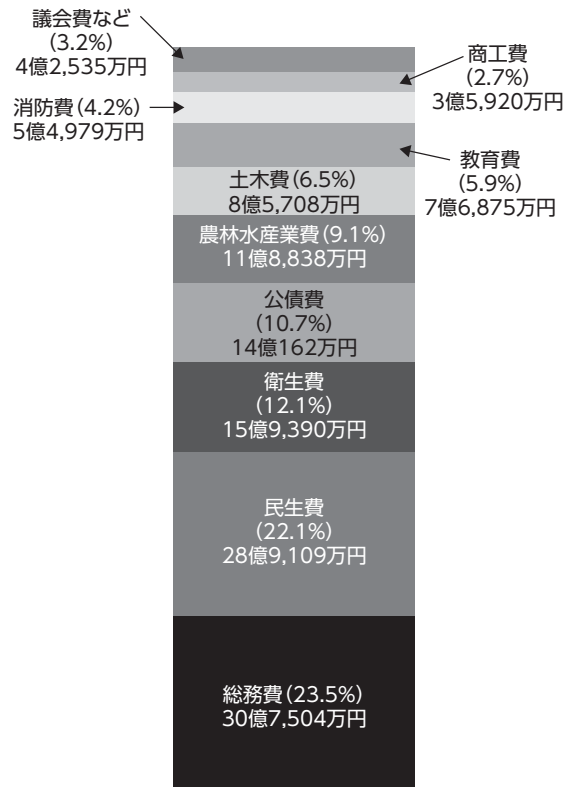 議会費など
(3.2%)
4億2,535万円
商工費
(2.7%)
3億5,920万円
消防費(4.2%)
5億4,979万円
教育費
(5.9%)
7億6,875万円
土木費(6.5%)
8億5,708万円
農林水産業費(9.1%)
11億8,838万円
公債費
(10.7%)
14億162万円
衛生費
(12.1%)
15億9,390万円
民生費
(22.1%)
28億9,109万円
総務費(23.5%)
30億7,504万円